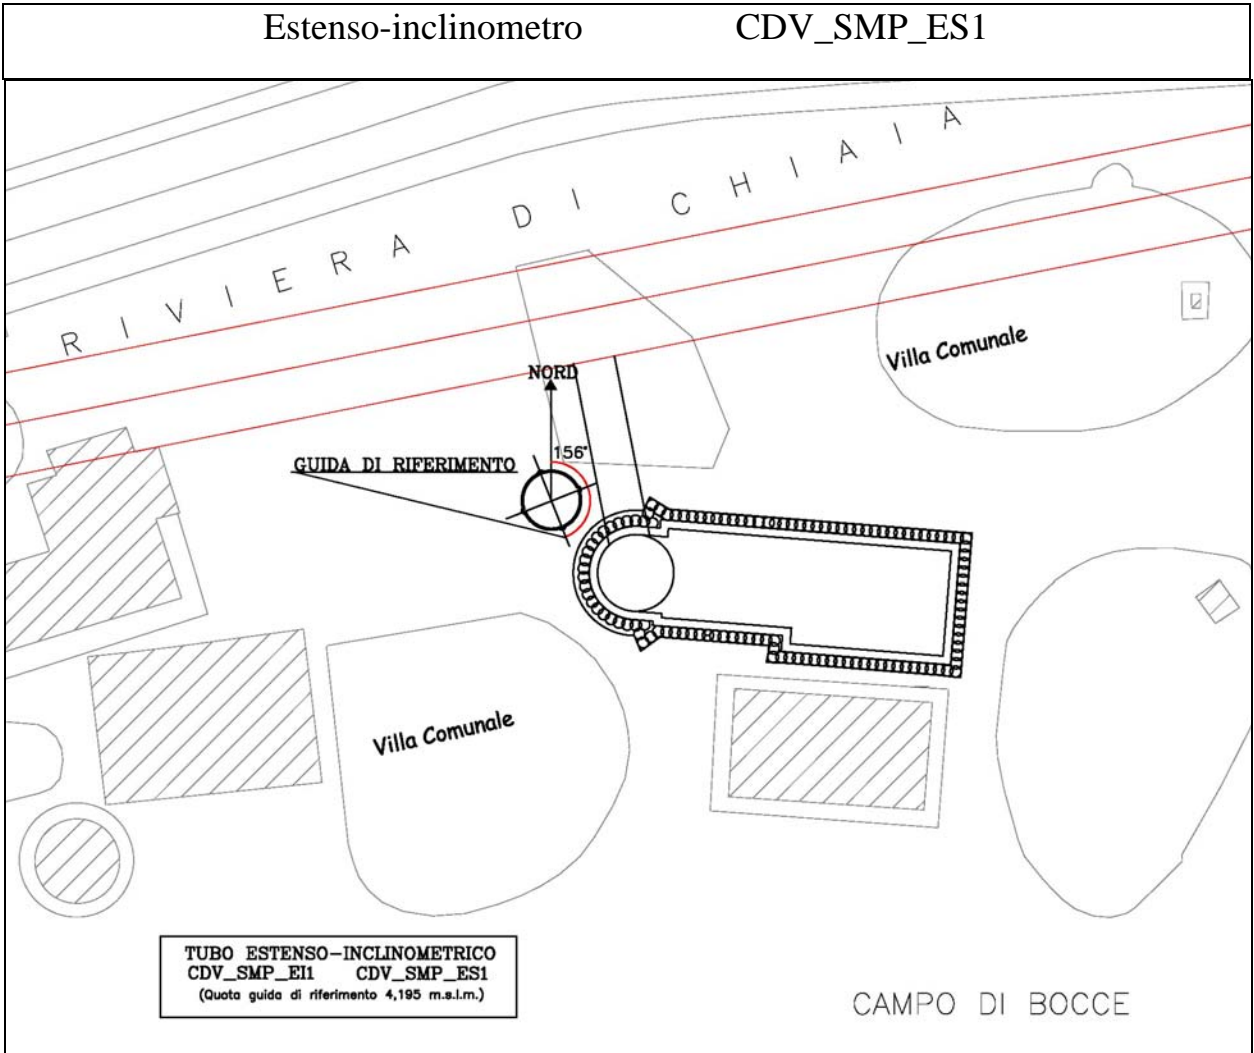 Estenso-inclinometro CDV_SMP_ES1
RIVIERA DI CHIAIA
Villa Comunale
NORD
156°
GUIDA DI RIFERIMENTO
Villa Comunale
TUBO ESTENSO-INCLINOMETRICO
CDV_SMP_EI1 CDV_SMP_ES1
(Quota guida di riferimento 4,195 m.s.l.m.)
CAMPO DI BOCCE